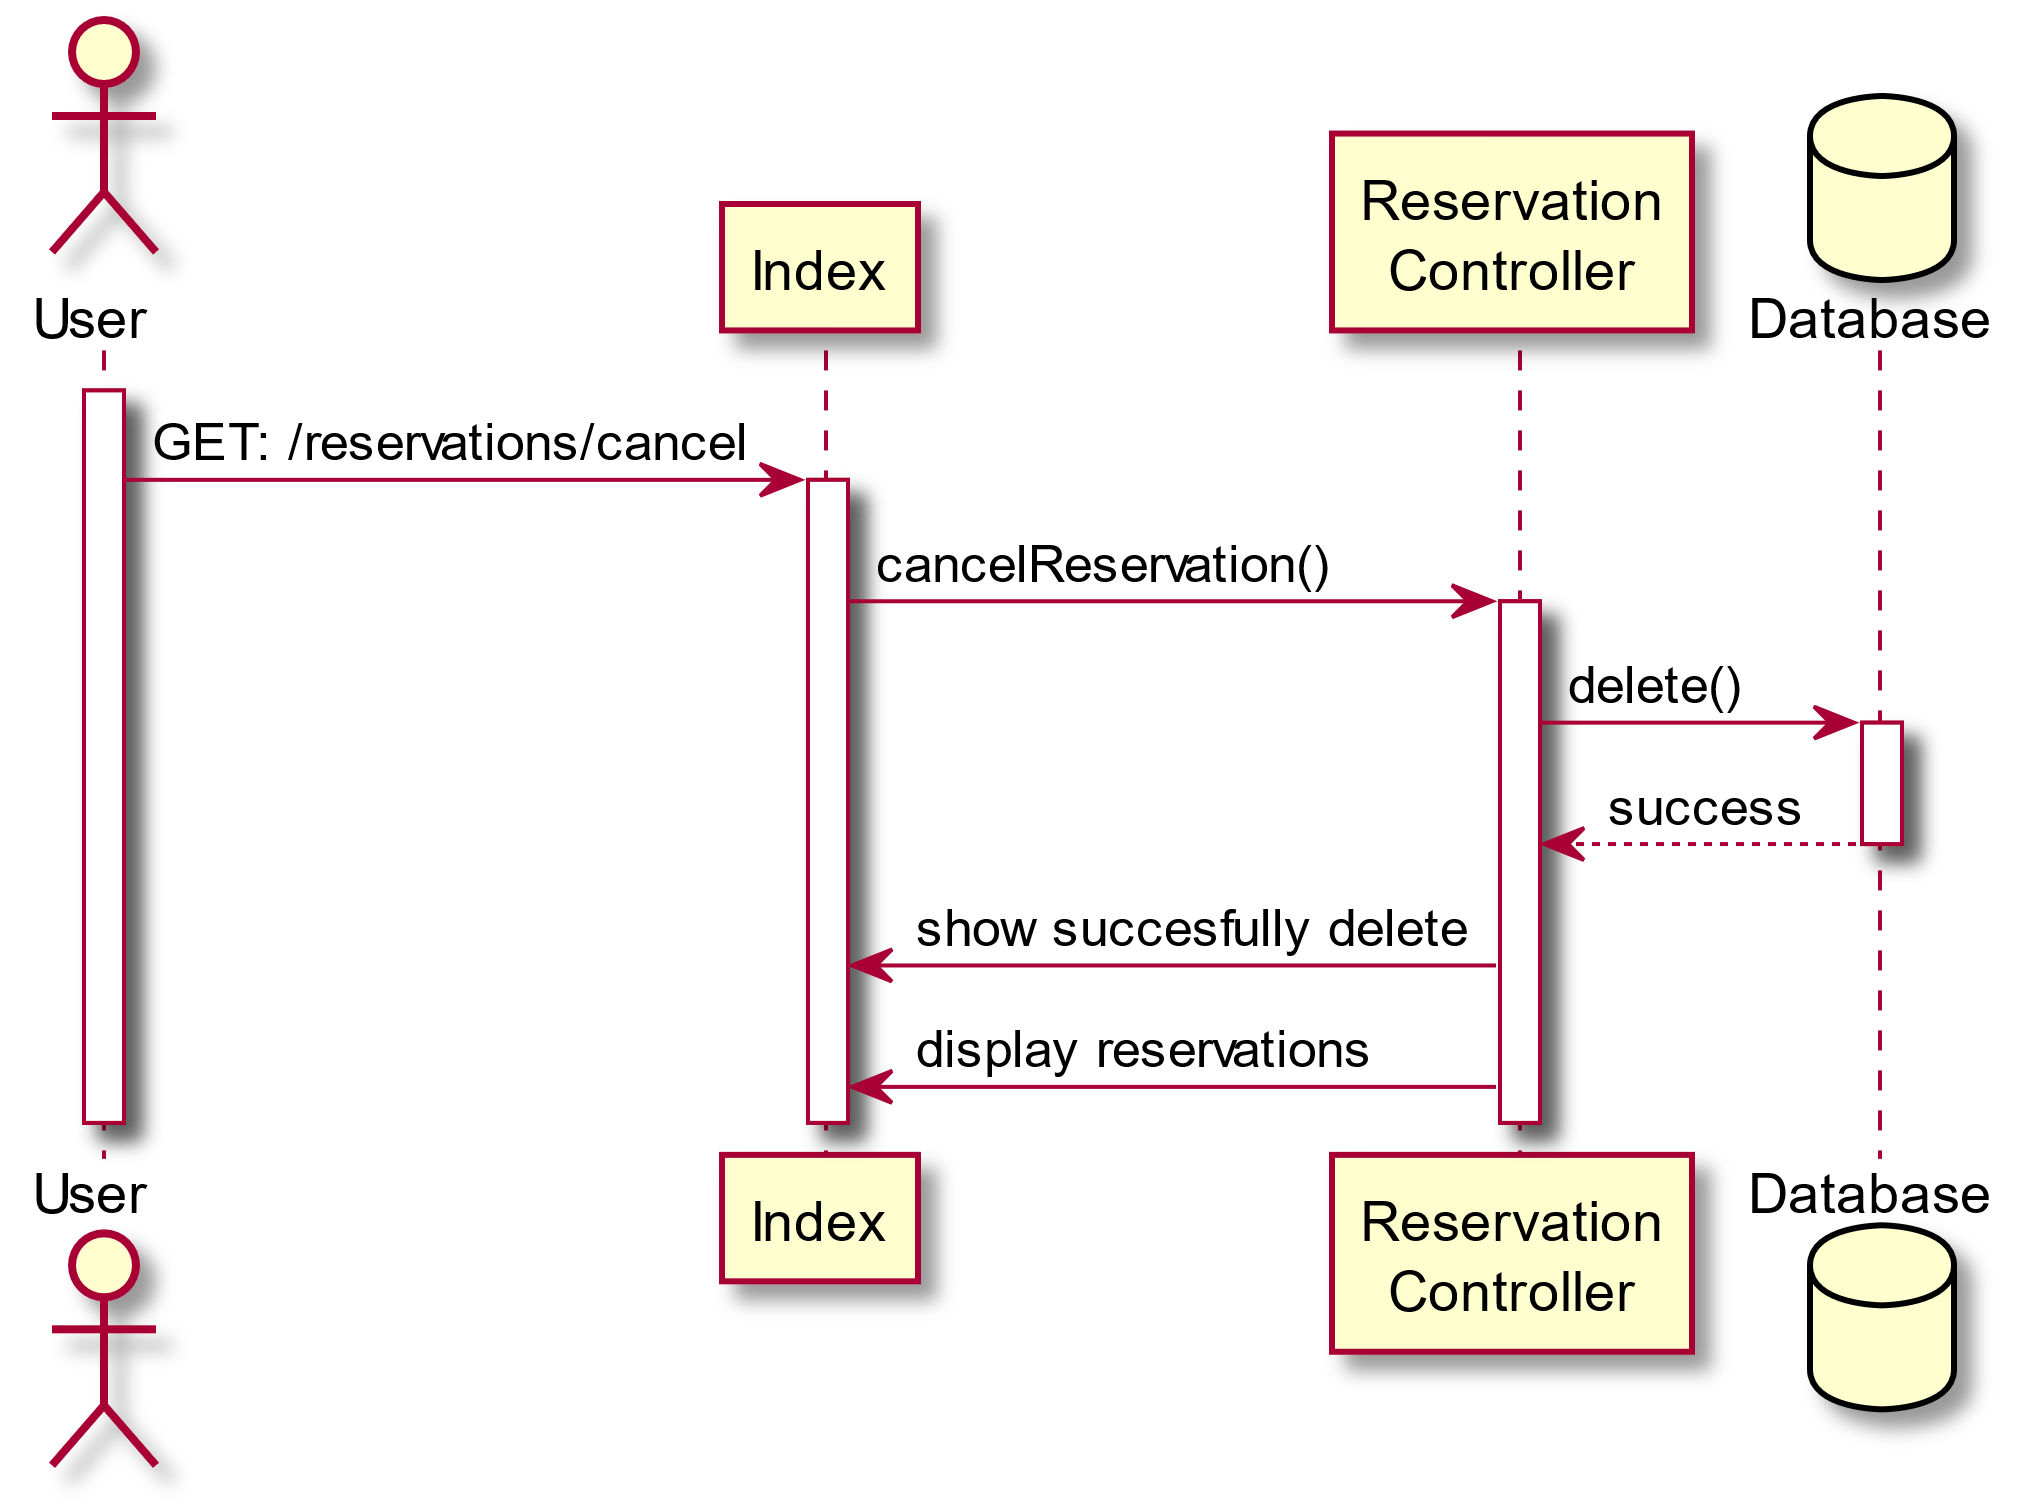 User
Index
Reservation
Controller
Database
GET: /reservations/cancel
cancelReservation()
delete()
success
show succesfully delete
display reservations
User
Index
Reservation
Controller
Database